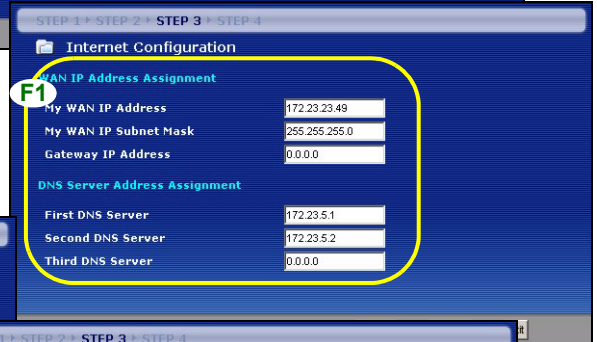 STEP 1 ▸ STEP 2 ▸ STEP 3 ▸ STEP 4
Internet Configuration
WAN IP Address Assignment
F1
My WAN IP Address 172.23.23.49
My WAN IP Subnet Mask 255.255.255.0
Gateway IP Address 0.0.0.0
DNS Server Address Assignment
First DNS Server 172.23.5.1
Second DNS Server 172.23.5.2
Third DNS Server 0.0.0.0
1 ▸ STEP 2 ▸ STEP 3 ▸ STEP 4